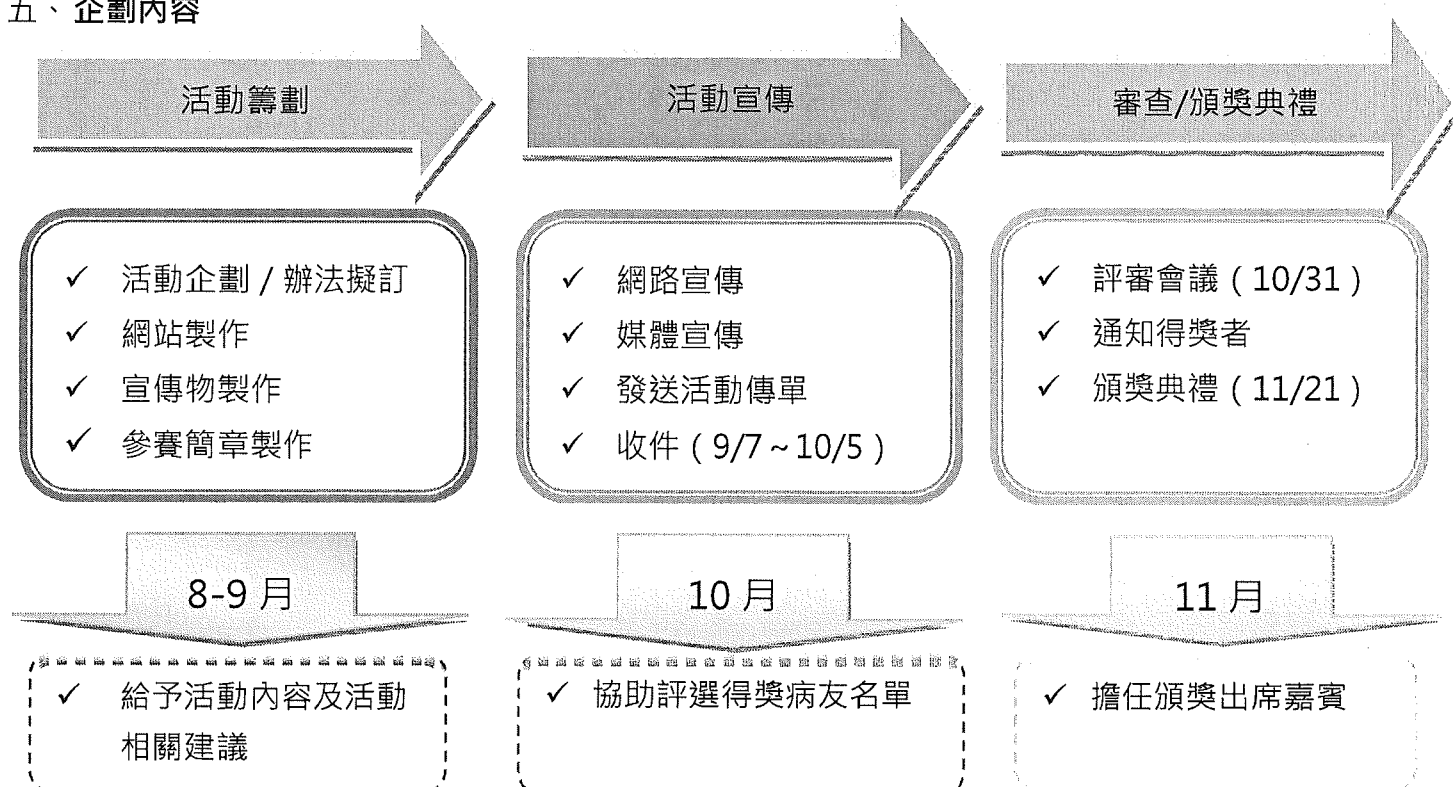 五、企劃內容
活動籌劃
活動宣傳
審查/頒獎典禮
✓ 活動企劃 / 辦法擬訂
✓ 網站製作
✓ 宣傳物製作
✓ 參賽簡章製作
✓ 網路宣傳
✓ 媒體宣傳
✓ 發送活動傳單
✓ 收件 ( 9/7 ~ 10/5 )
✓ 評審會議 ( 10/31 )
✓ 通知得獎者
✓ 頒獎典禮 ( 11/21 )
8-9 月
10 月
11 月
✓ 給予活動內容及活動
相關建議
✓ 協助評選得獎病友名單
✓ 擔任頒獎出席嘉賓